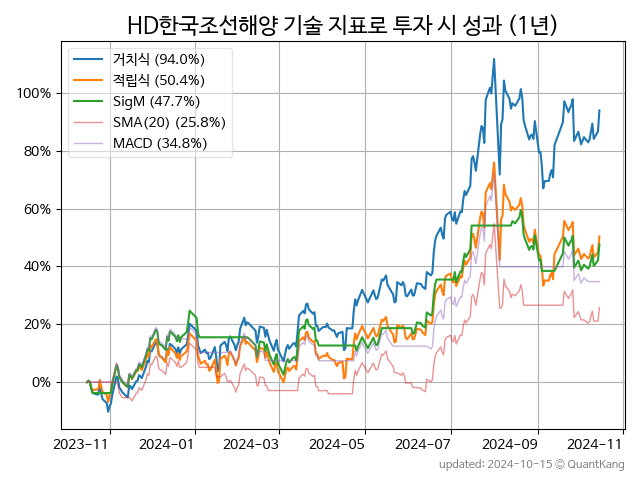 HD한국조선해양 기술 지표로 투자 시 성과 (1년)
거치식 (94.0%)
적립식 (50.4%)
SigM (47.7%)
SMA(20) (25.8%)
MACD (34.8%)
100%
80%
60%
40%
20%
0%
2023-11 2024-01 2024-03 2024-05 2024-07 2024-09 2024-11
updated: 2024-10-15 © QuantKang